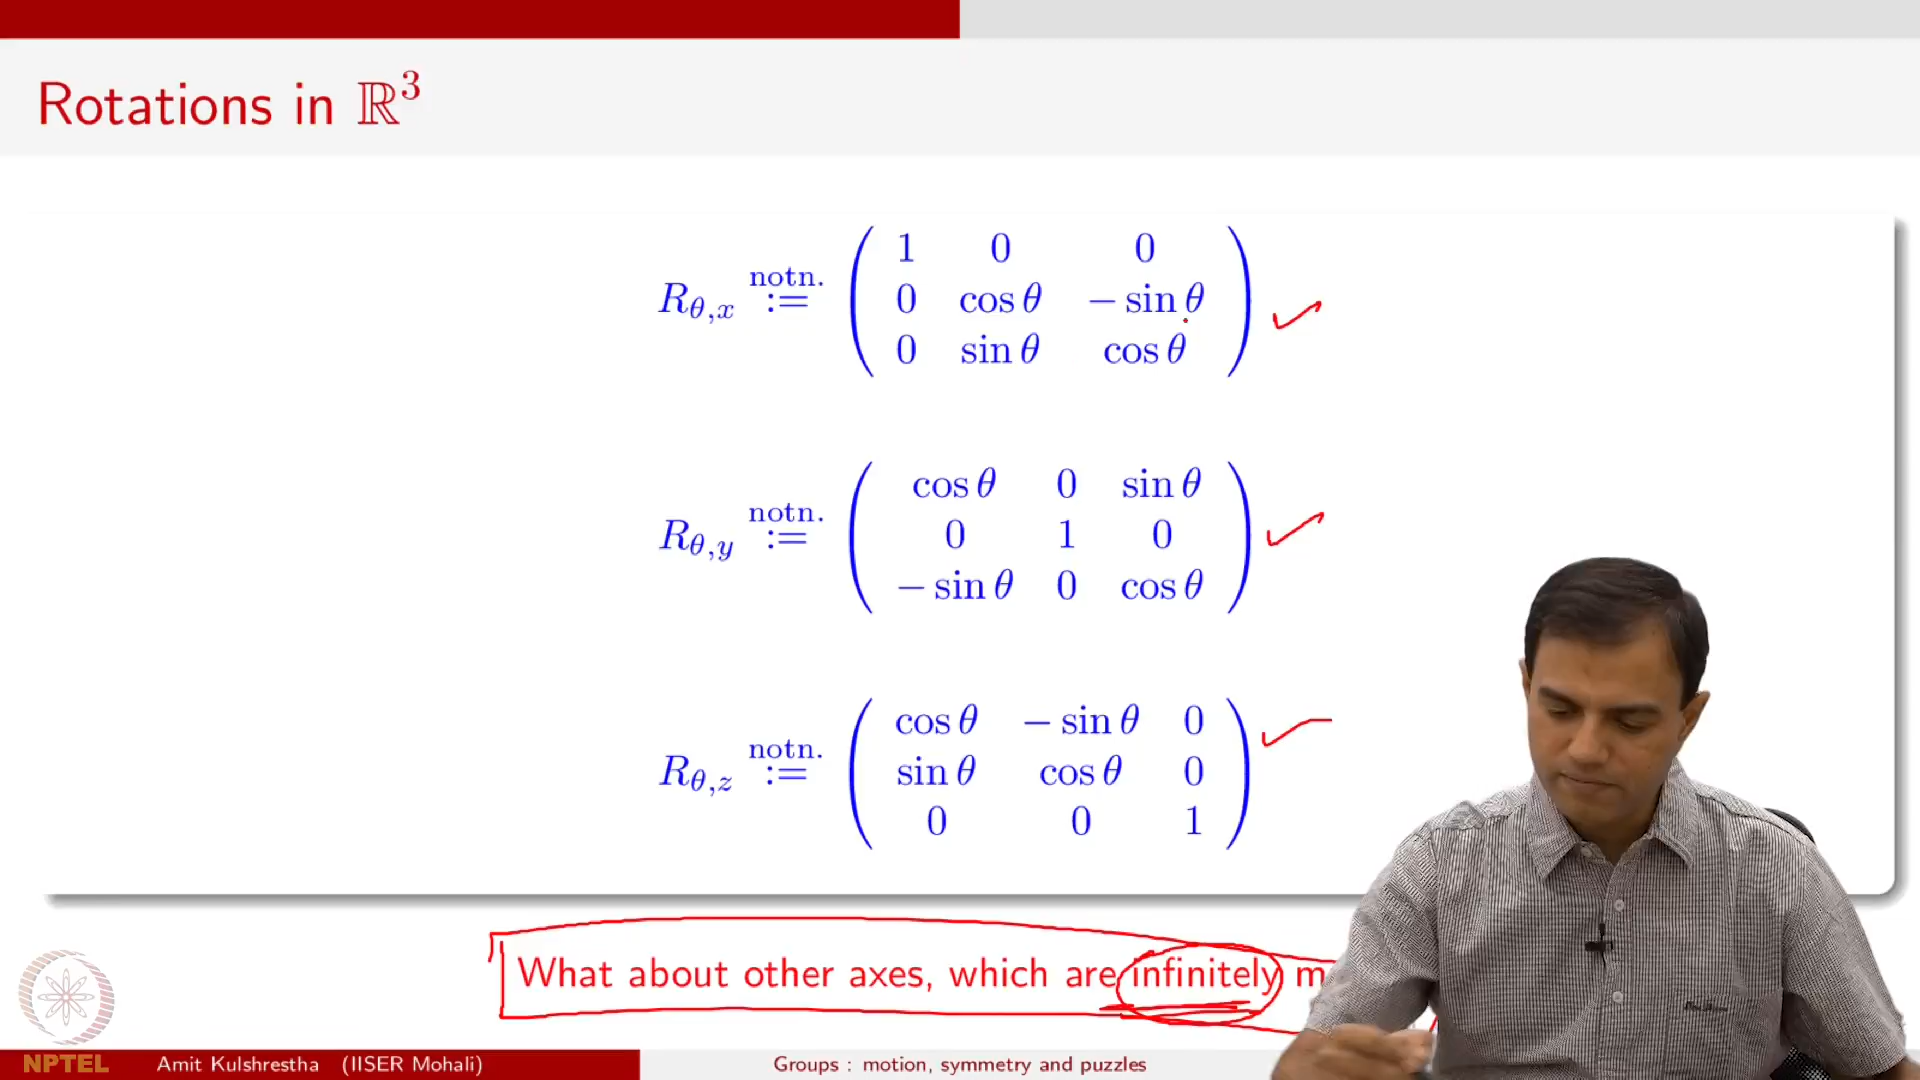 Rotations in ℝ³
R_{θ,x} :=^{notn.} ( 1 0 0
0 cos θ − sin θ
0 sin θ cos θ )
R_{θ,y} :=^{notn.} ( cos θ 0 sin θ
0 1 0
− sin θ 0 cos θ )
R_{θ,z} :=^{notn.} ( cos θ − sin θ 0
sin θ cos θ 0
0 0 1 )
What about other axes, which are infinitely
NPTEL Amit Kulshrestha (IISER Mohali) Groups : motion, symmetry and puzzles